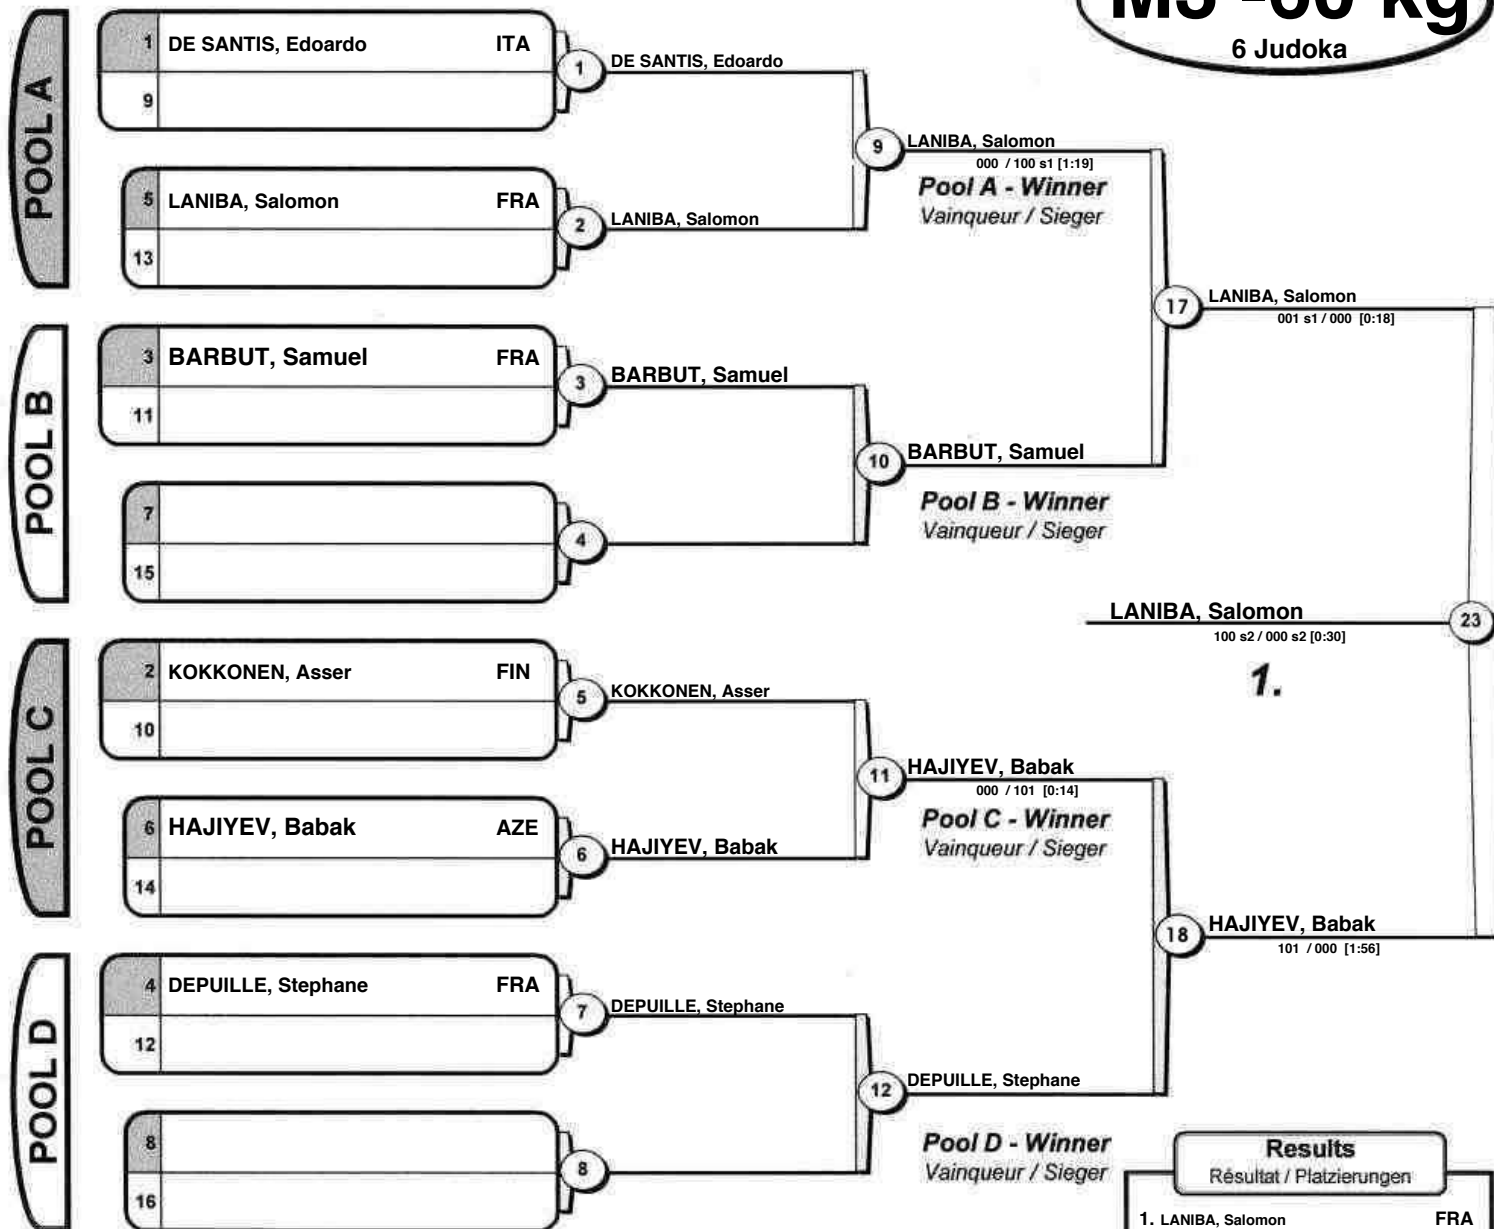 M3 -60 kg
6 Judoka
POOL A
1 DE SANTIS, Edoardo ITA
9
5 LANIBA, Salomon FRA
13
1 DE SANTIS, Edoardo
2 LANIBA, Salomon
9 LANIBA, Salomon
000 / 100 s1 [1:19]
Pool A - Winner
Vainqueur / Sieger
POOL B
3 BARBUT, Samuel FRA
11
7
15
3 BARBUT, Samuel
4
10 BARBUT, Samuel
Pool B - Winner
Vainqueur / Sieger
17 LANIBA, Salomon
001 s1 / 000 [0:18]
LANIBA, Salomon 23
100 s2 / 000 s2 [0:30]
1.
POOL C
2 KOKKONEN, Asser FIN
10
6 HAJIYEV, Babak AZE
14
5 KOKKONEN, Asser
6 HAJIYEV, Babak
11 HAJIYEV, Babak
000 / 101 [0:14]
Pool C - Winner
Vainqueur / Sieger
18 HAJIYEV, Babak
101 / 000 [1:56]
POOL D
4 DEPUILLE, Stephane FRA
12
8
16
7 DEPUILLE, Stephane
8
12 DEPUILLE, Stephane
Pool D - Winner
Vainqueur / Sieger
Results
Résultat / Platzierungen
1. LANIBA, Salomon FRA